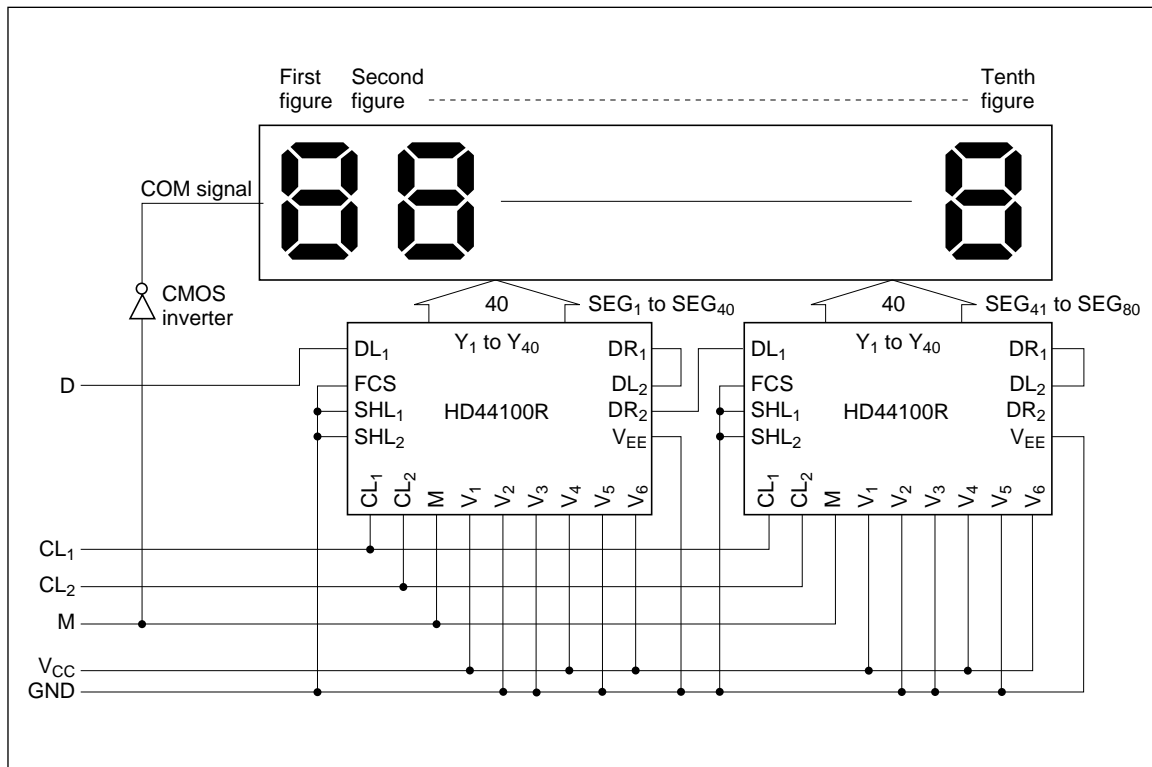 First figure
Second figure
Tenth figure
COM signal
CMOS inverter
40
SEG₁ to SEG₄₀
40
SEG₄₁ to SEG₈₀
D
DL₁
Y₁ to Y₄₀
DR₁
FCS
DL₂
SHL₁
HD44100R
DR₂
SHL₂
V_EE
CL₁ CL₂ M V₁ V₂ V₃ V₄ V₅ V₆
DL₁
Y₁ to Y₄₀
DR₁
FCS
DL₂
SHL₁
HD44100R
DR₂
SHL₂
V_EE
CL₁ CL₂ M V₁ V₂ V₃ V₄ V₅ V₆
CL₁
CL₂
M
V_CC
GND